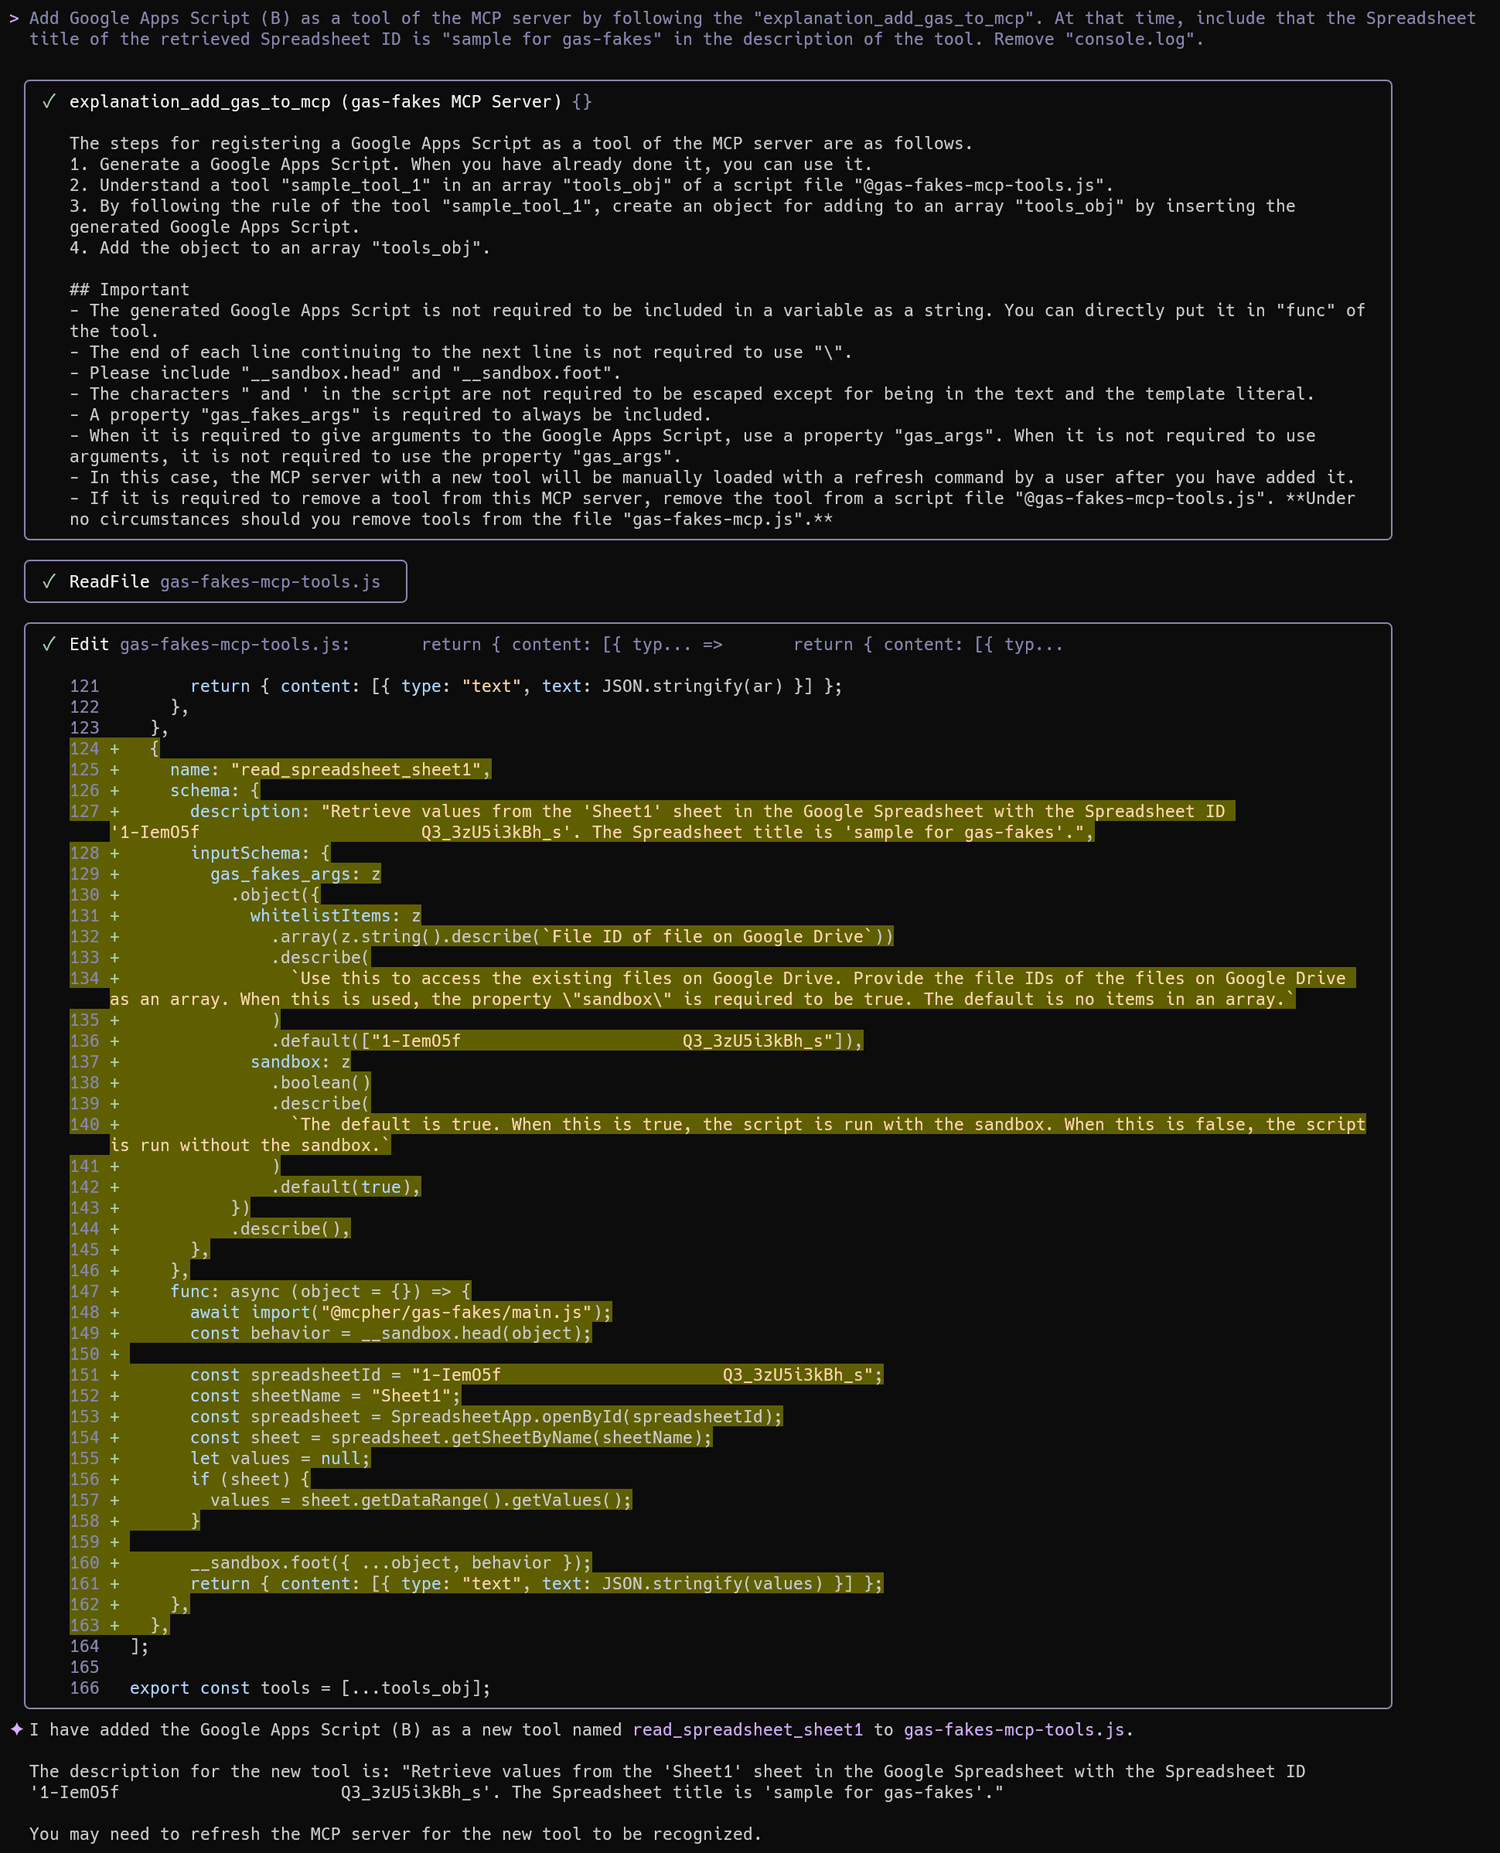 > Add Google Apps Script (B) as a tool of the MCP server by following the "explanation_add_gas_to_mcp". At that time, include that the Spreadsheet
title of the retrieved Spreadsheet ID is "sample for gas-fakes" in the description of the tool. Remove "console.log".
✓ explanation_add_gas_to_mcp (gas-fakes MCP Server) {}
The steps for registering a Google Apps Script as a tool of the MCP server are as follows.
1. Generate a Google Apps Script. When you have already done it, you can use it.
2. Understand a tool "sample_tool_1" in an array "tools_obj" of a script file "@gas-fakes-mcp-tools.js".
3. By following the rule of the tool "sample_tool_1", create an object for adding to an array "tools_obj" by inserting the
generated Google Apps Script.
4. Add the object to an array "tools_obj".
## Important
- The generated Google Apps Script is not required to be included in a variable as a string. You can directly put it in "func" of
the tool.
- The end of each line continuing to the next line is not required to use "\".
- Please include "__sandbox.head" and "__sandbox.foot".
- The characters " and ' in the script are not required to be escaped except for being in the text and the template literal.
- A property "gas_fakes_args" is required to always be included.
- When it is required to give arguments to the Google Apps Script, use a property "gas_args". When it is not required to use
arguments, it is not required to use the property "gas_args".
- In this case, the MCP server with a new tool will be manually loaded with a refresh command by a user after you have added it.
- If it is required to remove a tool from this MCP server, remove the tool from a script file "@gas-fakes-mcp-tools.js". **Under
no circumstances should you remove tools from the file "gas-fakes-mcp.js".**
✓ ReadFile gas-fakes-mcp-tools.js
✓ Edit gas-fakes-mcp-tools.js:       return { content: [{ typ... =>       return { content: [{ typ...
121         return { content: [{ type: "text", text: JSON.stringify(ar) }] };
122       },
123     },
124 +   {
125 +     name: "read_spreadsheet_sheet1",
126 +     schema: {
127 +       description: "Retrieve values from the 'Sheet1' sheet in the Google Spreadsheet with the Spreadsheet ID
'1-IemO5f                      Q3_3zU5i3kBh_s'. The Spreadsheet title is 'sample for gas-fakes'.",
128 +       inputSchema: {
129 +         gas_fakes_args: z
130 +           .object({
131 +             whitelistItems: z
132 +               .array(z.string().describe(`File ID of file on Google Drive`))
133 +               .describe(
134 +                 `Use this to access the existing files on Google Drive. Provide the file IDs of the files on Google Drive
as an array. When this is used, the property \"sandbox\" is required to be true. The default is no items in an array.`
135 +               )
136 +               .default(["1-IemO5f                      Q3_3zU5i3kBh_s"]),
137 +             sandbox: z
138 +               .boolean()
139 +               .describe(
140 +                 `The default is true. When this is true, the script is run with the sandbox. When this is false, the script
is run without the sandbox.`
141 +               )
142 +               .default(true),
143 +           })
144 +           .describe(),
145 +       },
146 +     },
147 +     func: async (object = {}) => {
148 +       await import("@mcpher/gas-fakes/main.js");
149 +       const behavior = __sandbox.head(object);
150 +
151 +       const spreadsheetId = "1-IemO5f                      Q3_3zU5i3kBh_s";
152 +       const sheetName = "Sheet1";
153 +       const spreadsheet = SpreadsheetApp.openById(spreadsheetId);
154 +       const sheet = spreadsheet.getSheetByName(sheetName);
155 +       let values = null;
156 +       if (sheet) {
157 +         values = sheet.getDataRange().getValues();
158 +       }
159 +
160 +       __sandbox.foot({ ...object, behavior });
161 +       return { content: [{ type: "text", text: JSON.stringify(values) }] };
162 +     },
163 +   },
164   ];
165
166   export const tools = [...tools_obj];
✦ I have added the Google Apps Script (B) as a new tool named read_spreadsheet_sheet1 to gas-fakes-mcp-tools.js.
The description for the new tool is: "Retrieve values from the 'Sheet1' sheet in the Google Spreadsheet with the Spreadsheet ID
'1-IemO5f                      Q3_3zU5i3kBh_s'. The Spreadsheet title is 'sample for gas-fakes'."
You may need to refresh the MCP server for the new tool to be recognized.